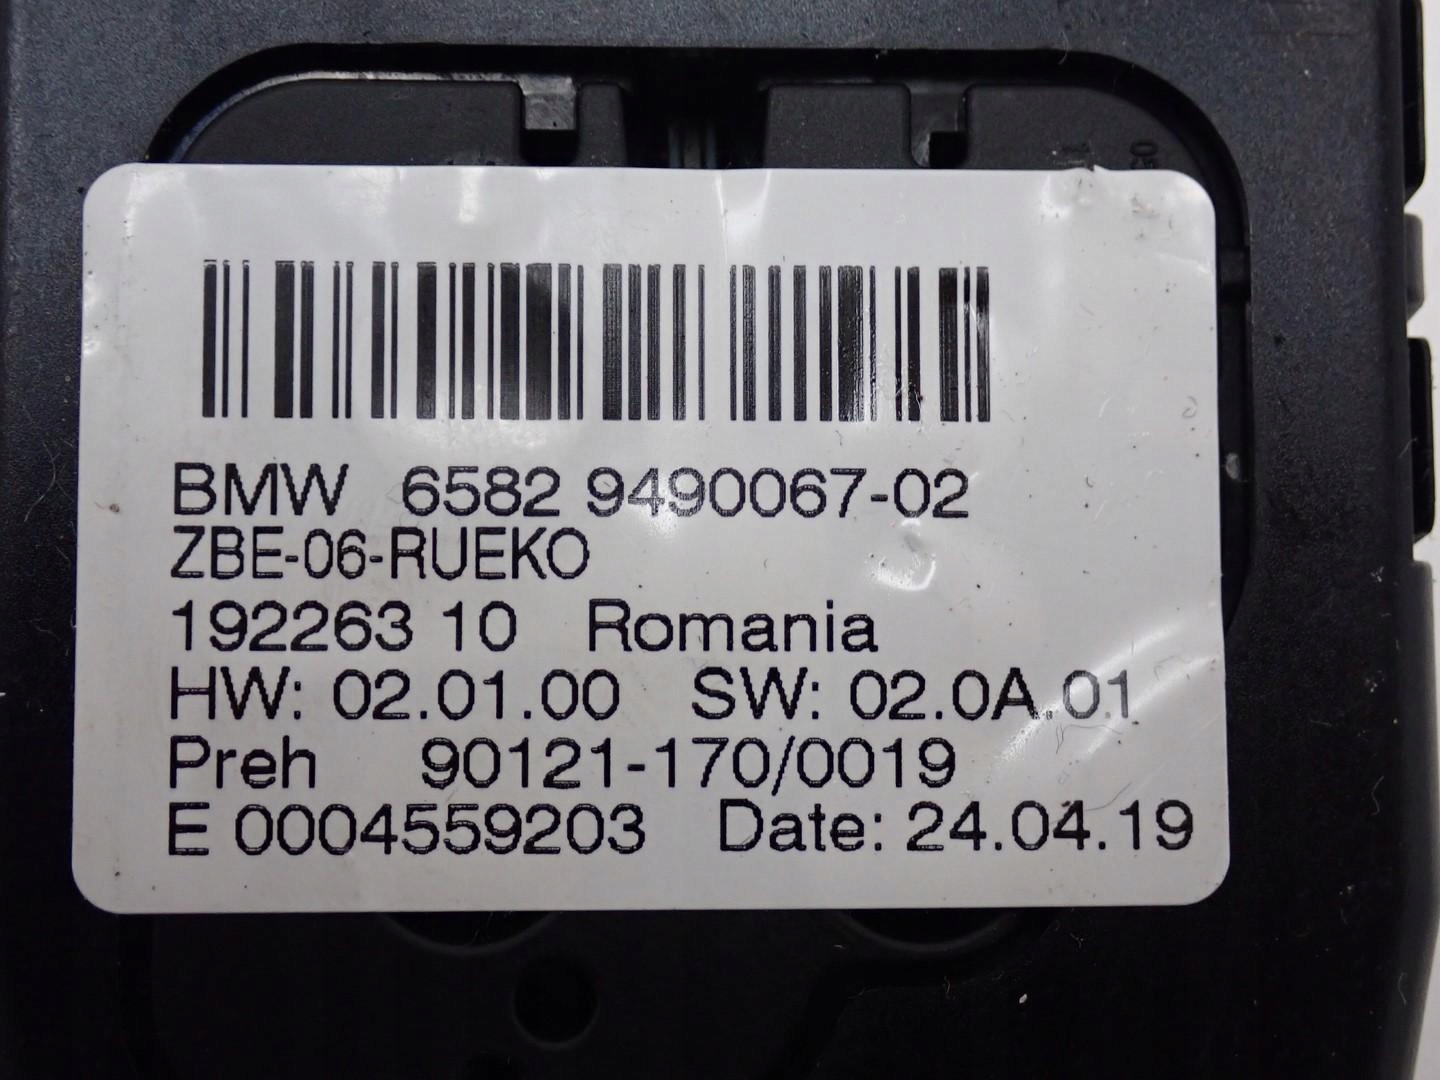 BMW 6582 9490067-02
ZBE-06-RUEKO
192263 10 Romania
HW: 02.01.00 SW: 02.0A.01
Preh 90121-170/0019
E 0004559203 Date: 24.04.19